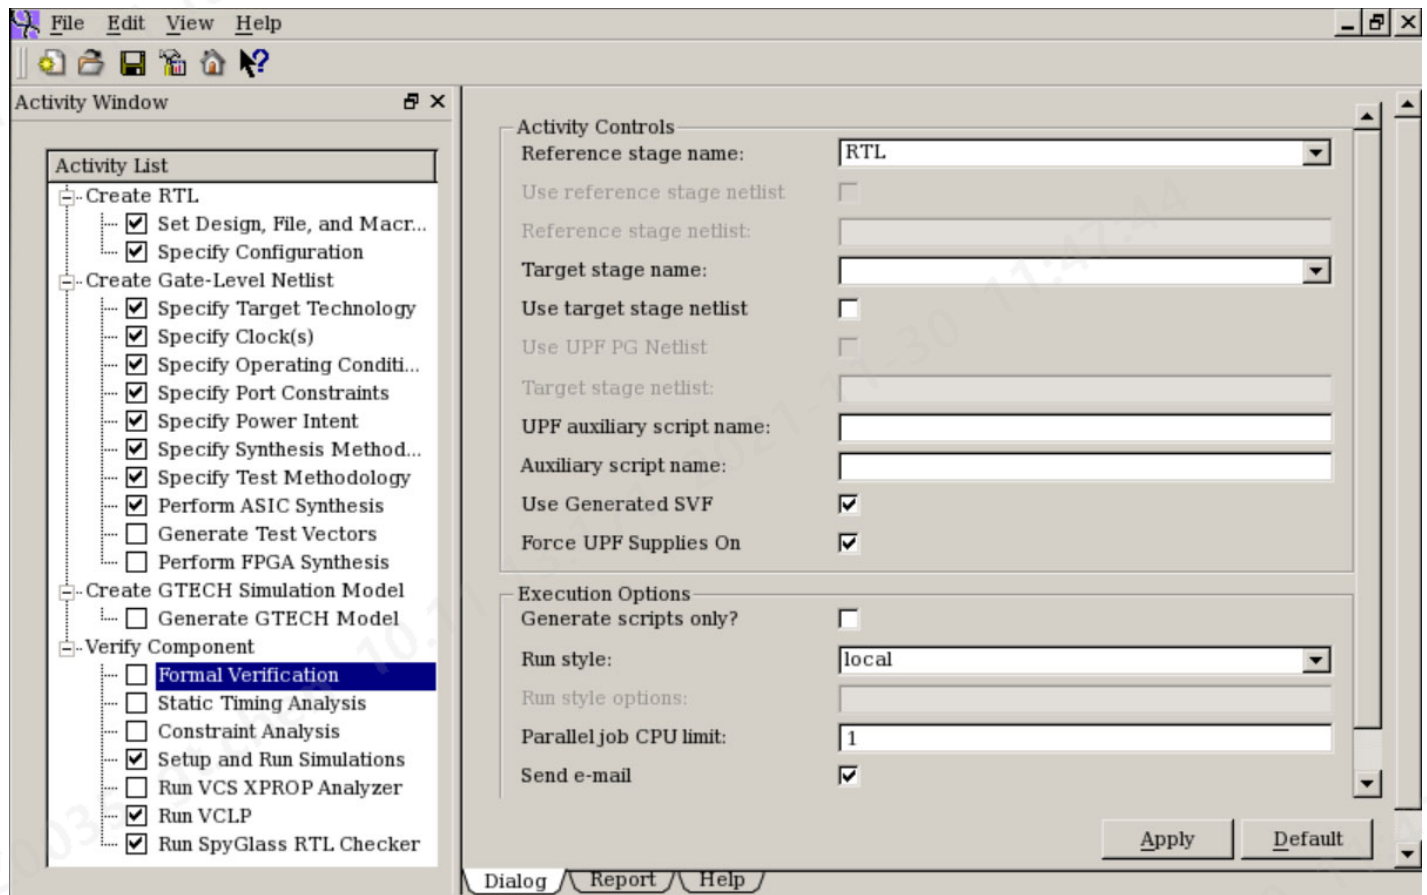 File Edit View Help
Activity Window
Activity List
Create RTL
Set Design, File, and Macr...
Specify Configuration
Create Gate-Level Netlist
Specify Target Technology
Specify Clock(s)
Specify Operating Conditi...
Specify Port Constraints
Specify Power Intent
Specify Synthesis Method...
Specify Test Methodology
Perform ASIC Synthesis
Generate Test Vectors
Perform FPGA Synthesis
Create GTECH Simulation Model
Generate GTECH Model
Verify Component
Formal Verification
Static Timing Analysis
Constraint Analysis
Setup and Run Simulations
Run VCS XPROP Analyzer
Run VCLP
Run SpyGlass RTL Checker
Activity Controls
Reference stage name: RTL
Use reference stage netlist
Reference stage netlist:
Target stage name:
Use target stage netlist
Use UPF PG Netlist
Target stage netlist:
UPF auxiliary script name:
Auxiliary script name:
Use Generated SVF
Force UPF Supplies On
Execution Options
Generate scripts only?
Run style: local
Run style options:
Parallel job CPU limit: 1
Send e-mail
Apply Default
Dialog Report Help
2021-11-30 11:47:44